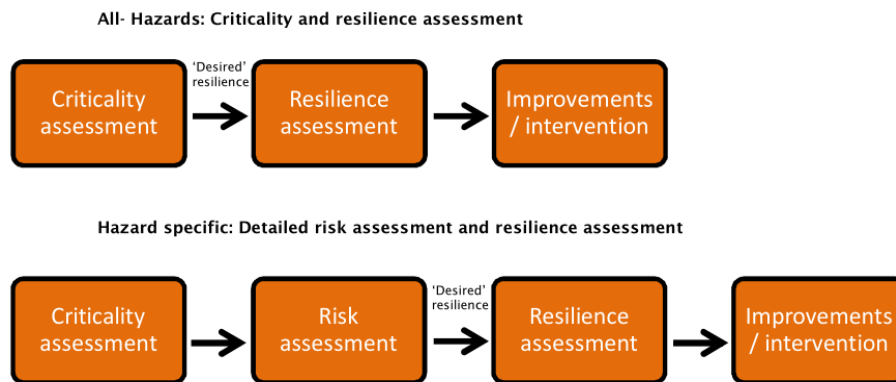 All- Hazards: Criticality and resilience assessment
Criticality
assessment
‘Desired’
resilience
Resilience
assessment
Improvements
/ intervention
Hazard specific: Detailed risk assessment and resilience assessment
Criticality
assessment
Risk
assessment
‘Desired’
resilience
Resilience
assessment
Improvements
/ intervention